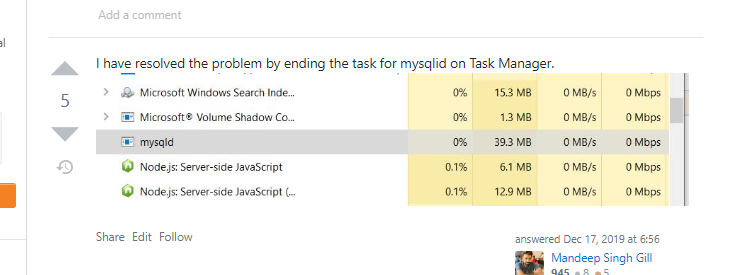 Add a comment
al
I have resolved the problem by ending the task for mysqlid on Task Manager.
5
Microsoft Windows Search Inde... 0% 15.3 MB 0 MB/s 0 Mbps
Microsoft® Volume Shadow Co... 0% 1.3 MB 0 MB/s 0 Mbps
mysqld 0% 39.3 MB 0 MB/s 0 Mbps
Node.js: Server-side JavaScript 0.1% 6.1 MB 0 MB/s 0 Mbps
Node.js: Server-side JavaScript (... 0.1% 12.9 MB 0 MB/s 0 Mbps
Share Edit Follow
answered Dec 17, 2019 at 6:56
Mandeep Singh Gill
945 8 5